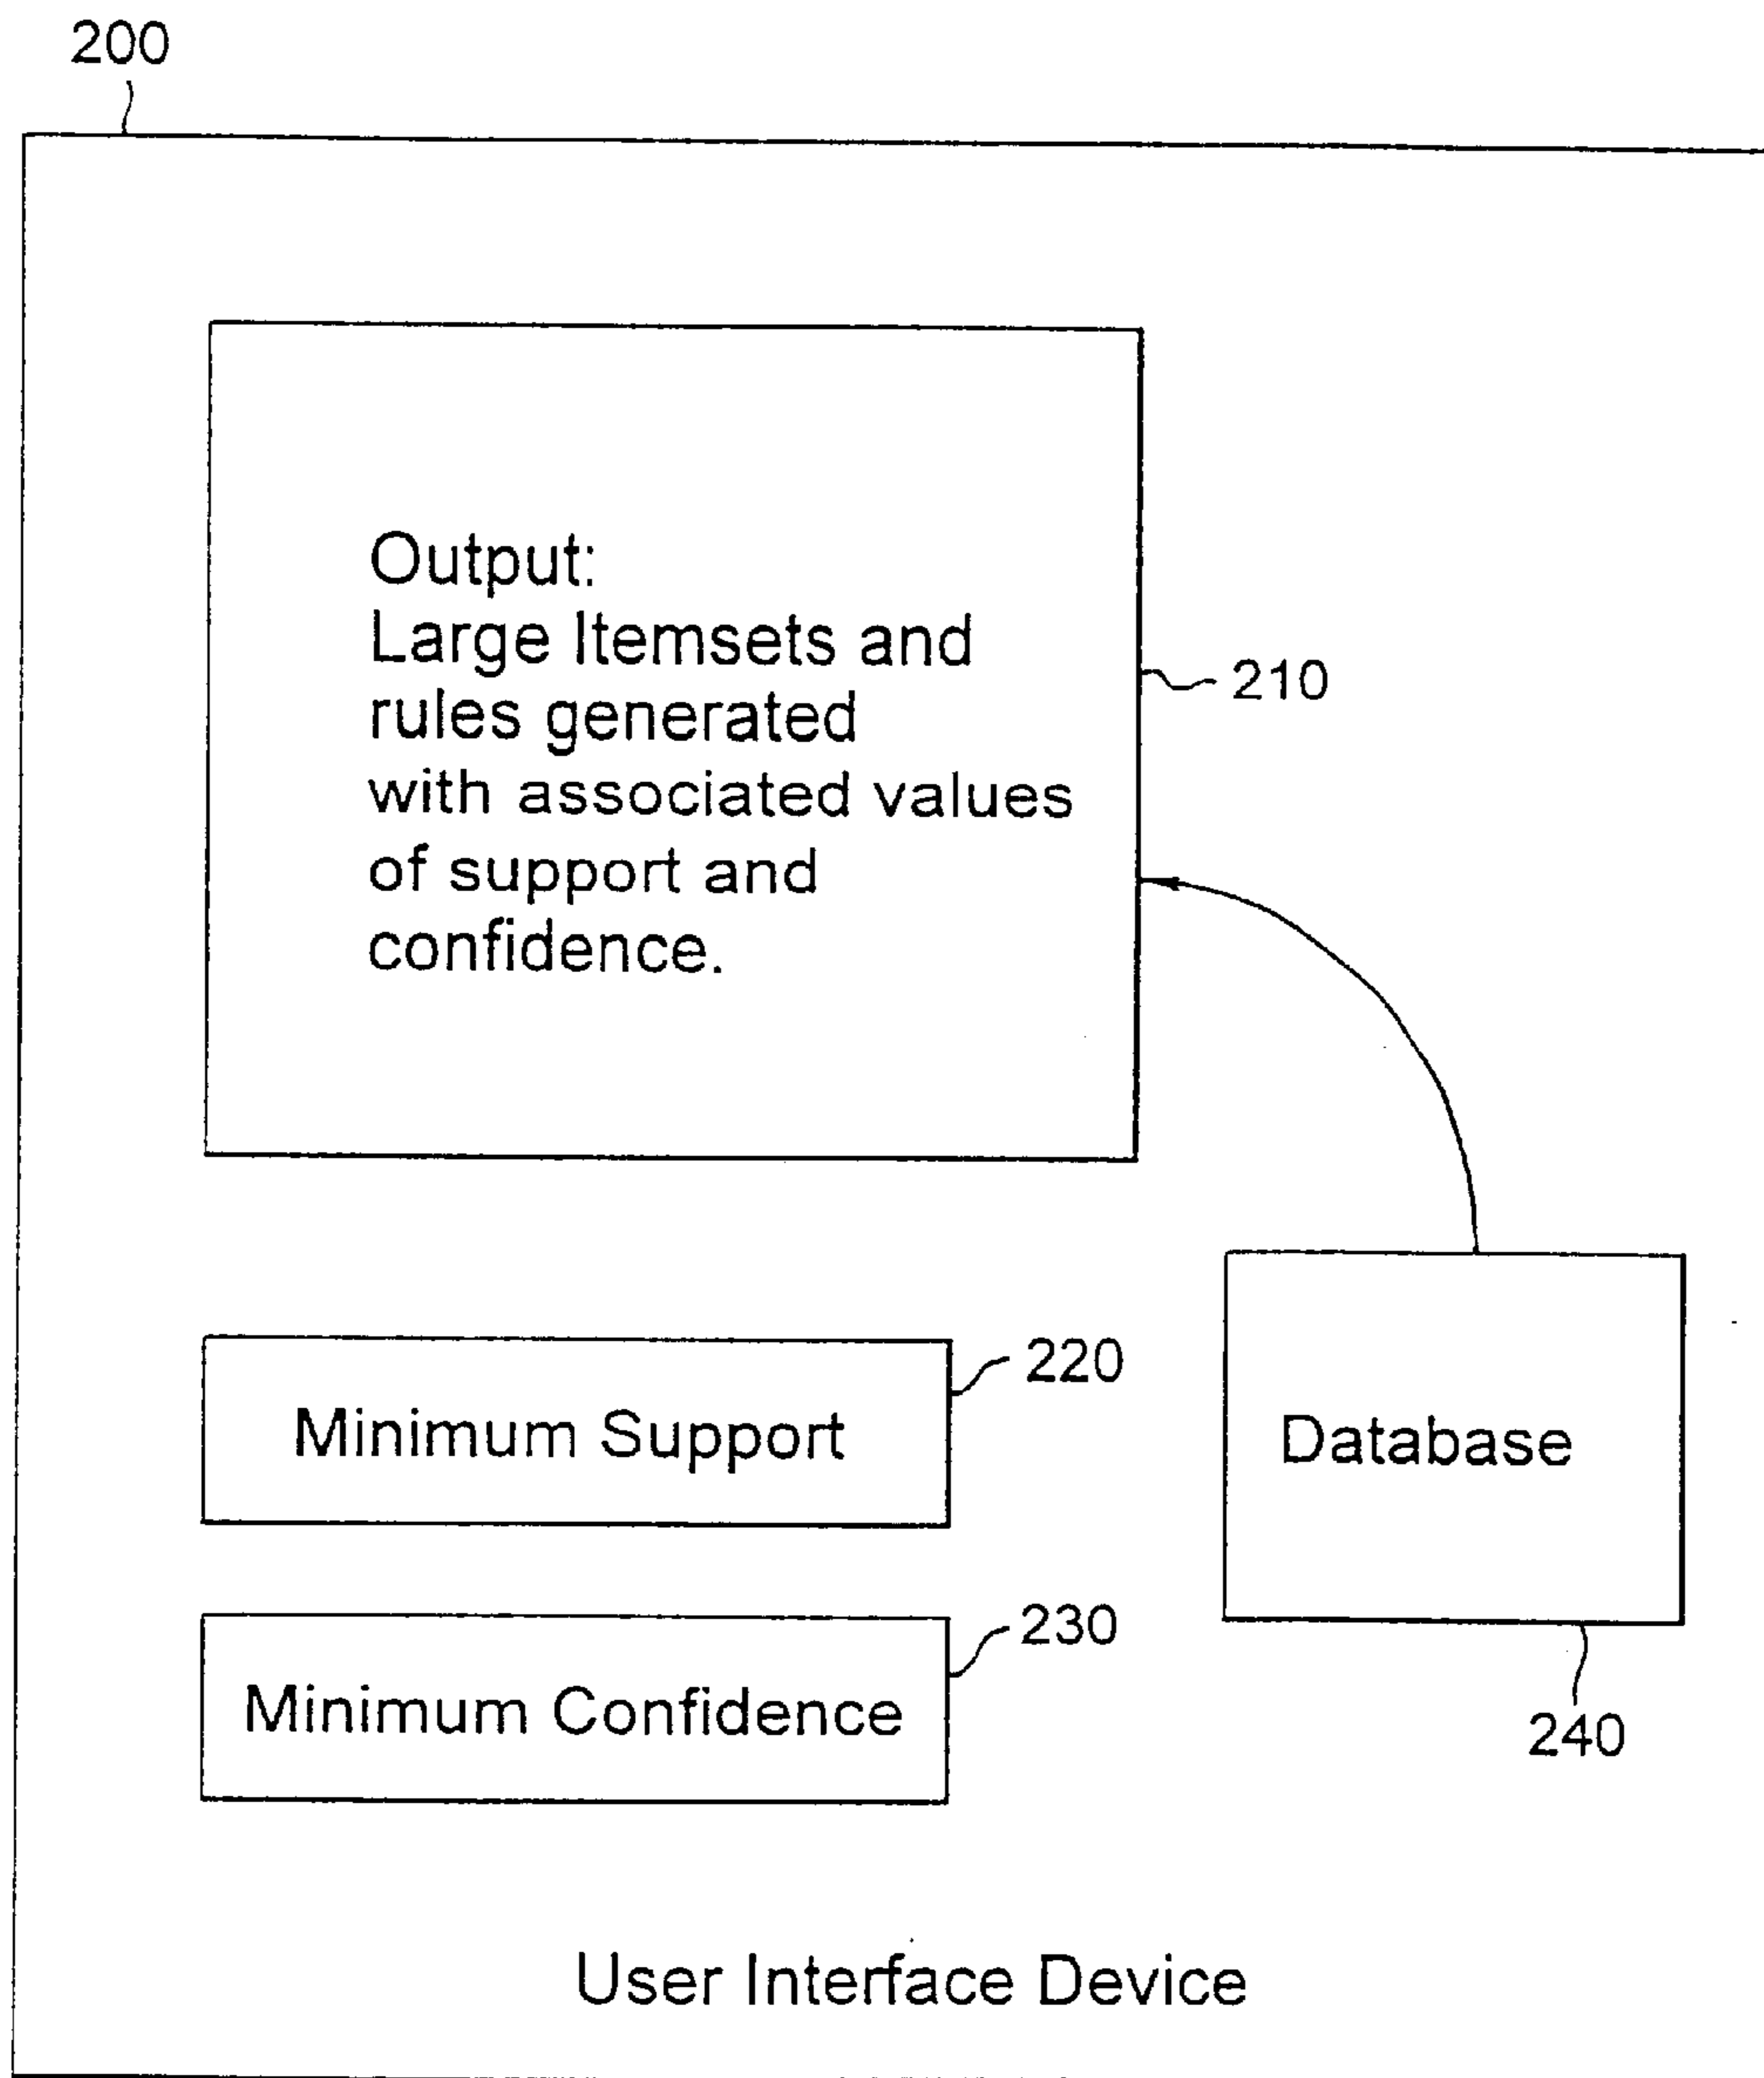 200
Output:
Large Itemsets and
rules generated
with associated values
of support and
confidence.
210
Minimum Support
220
Database
Minimum Confidence
230
240
User Interface Device